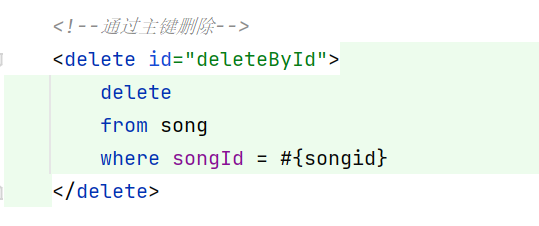 <!--通过主键删除-->
<delete id="deleteById">
delete
from song
where songId = #{songid}
</delete>